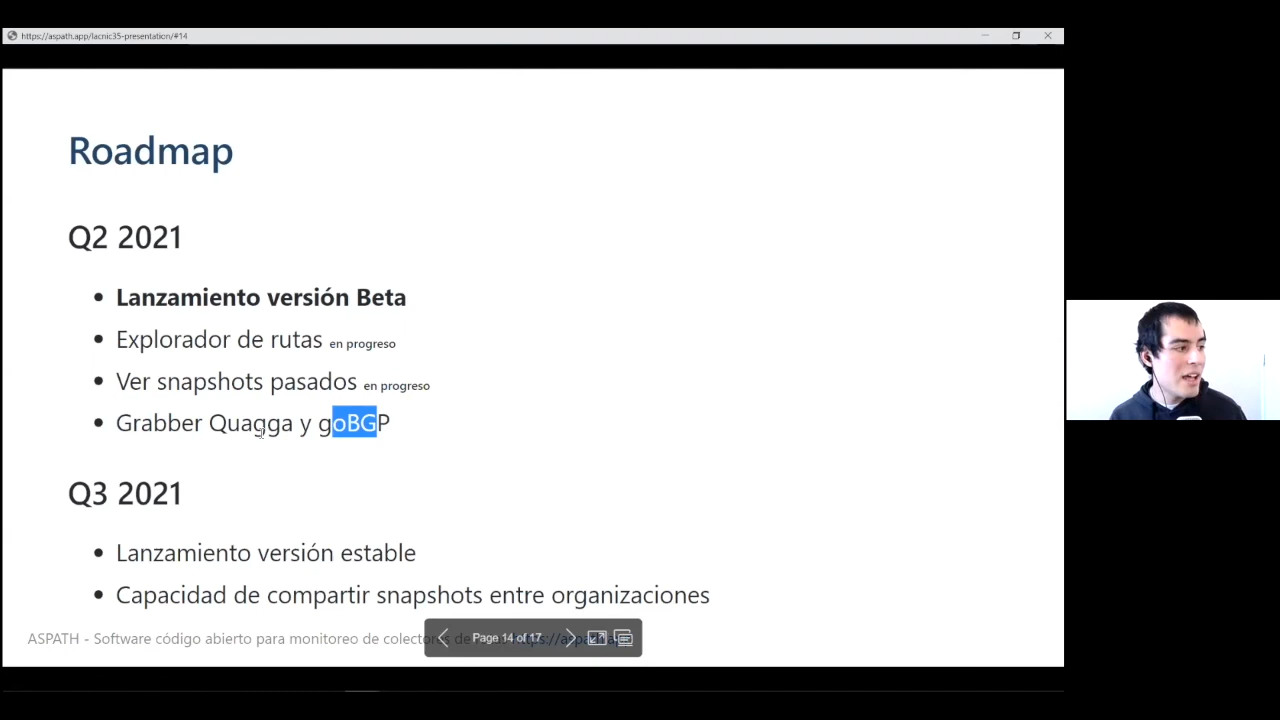 https://aspath.app/lacnic35-presentation/#14
Roadmap
Q2 2021
Lanzamiento versión Beta
Explorador de rutas en progreso
Ver snapshots pasados en progreso
Grabber Quagga y goBGP
Q3 2021
Lanzamiento versión estable
Capacidad de compartir snapshots entre organizaciones
ASPATH - Software código abierto para monitoreo de colectores
Page 14 of 17